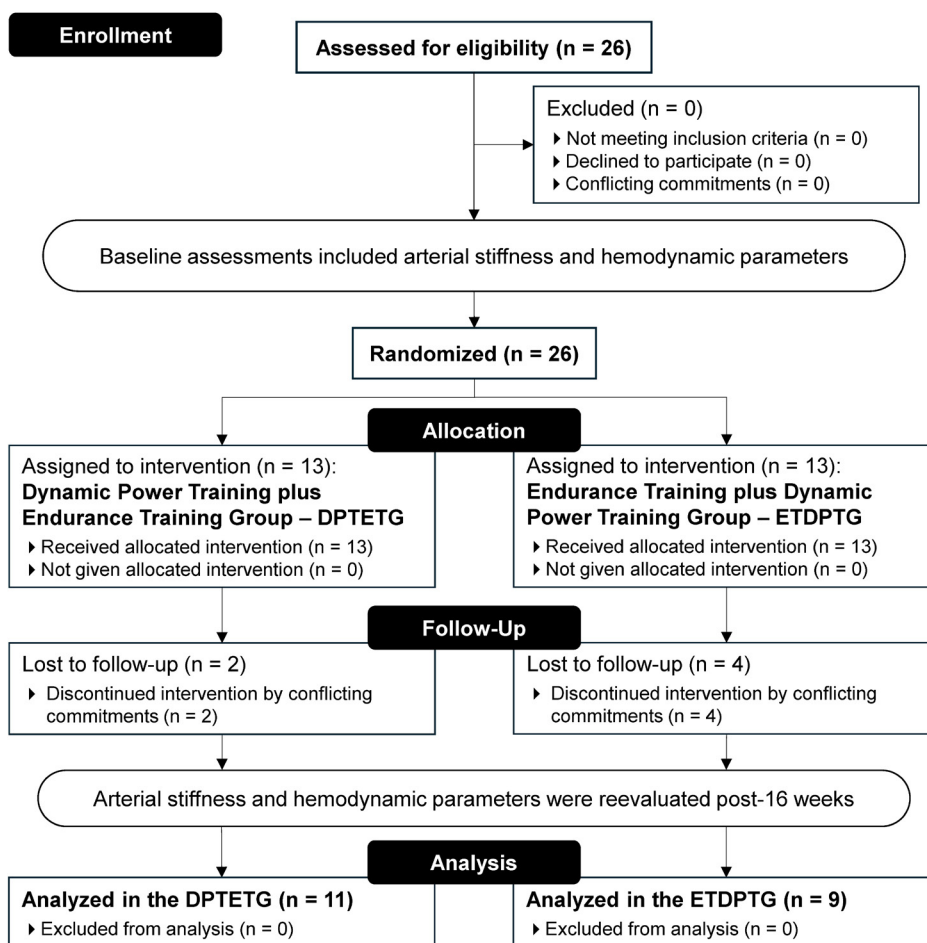 Enrollment
Assessed for eligibility (n = 26)
Excluded (n = 0)
Not meeting inclusion criteria (n = 0)
Declined to participate (n = 0)
Conflicting commitments (n = 0)
Baseline assessments included arterial stiffness and hemodynamic parameters
Randomized (n = 26)
Allocation
Assigned to intervention (n = 13):
Dynamic Power Training plus
Endurance Training Group – DPTETG
Received allocated intervention (n = 13)
Not given allocated intervention (n = 0)
Assigned to intervention (n = 13):
Endurance Training plus Dynamic
Power Training Group – ETDPTG
Received allocated intervention (n = 13)
Not given allocated intervention (n = 0)
Follow-Up
Lost to follow-up (n = 2)
Discontinued intervention by conflicting
commitments (n = 2)
Lost to follow-up (n = 4)
Discontinued intervention by conflicting
commitments (n = 4)
Arterial stiffness and hemodynamic parameters were reevaluated post-16 weeks
Analysis
Analyzed in the DPTETG (n = 11)
Excluded from analysis (n = 0)
Analyzed in the ETDPTG (n = 9)
Excluded from analysis (n = 0)